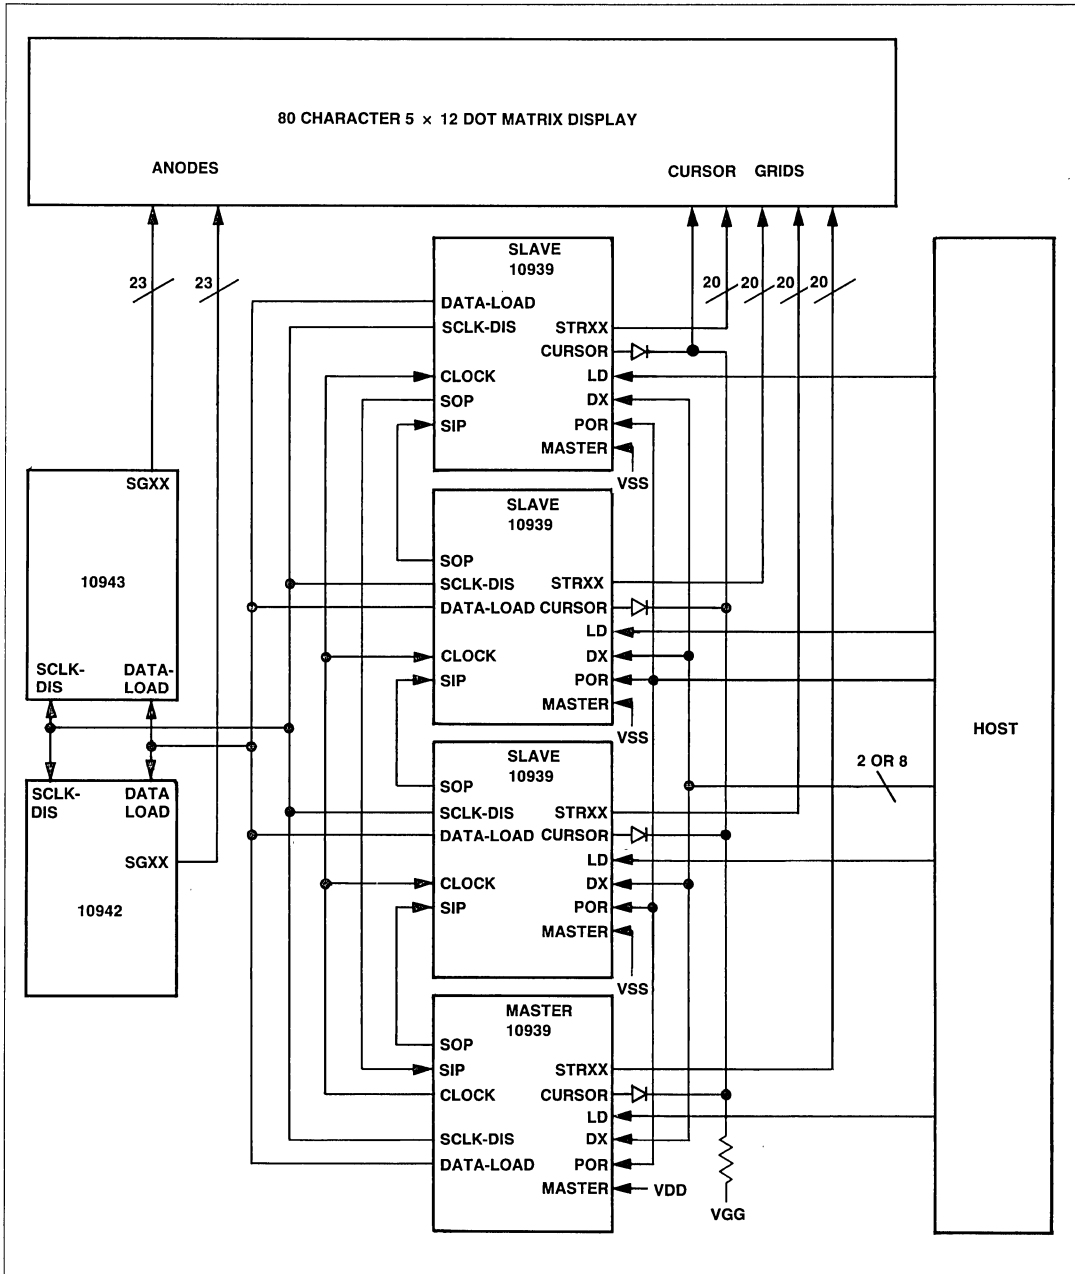 80 CHARACTER 5 × 12 DOT MATRIX DISPLAY
ANODES
CURSOR GRIDS
23
23
20
20
20
20
SLAVE
10939
DATA-LOAD
SCLK-DIS
CLOCK
SOP
SIP
STRXX
CURSOR
LD
DX
POR
MASTER
VSS
SLAVE
10939
SOP
SCLK-DIS
DATA-LOAD
CLOCK
SIP
STRXX
CURSOR
LD
DX
POR
MASTER
VSS
SLAVE
10939
SOP
SCLK-DIS
DATA-LOAD
CLOCK
SIP
STRXX
CURSOR
LD
DX
POR
MASTER
VSS
MASTER
10939
SOP
SIP
CLOCK
SCLK-DIS
DATA-LOAD
STRXX
CURSOR
LD
DX
POR
MASTER
VDD
VGG
SGXX
10943
SCLK-
DIS
DATA-
LOAD
SCLK-
DIS
DATA
LOAD
SGXX
10942
HOST
2 OR 8